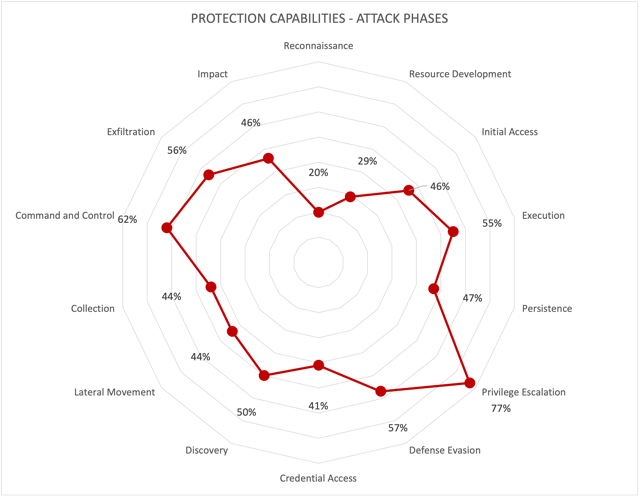 PROTECTION CAPABILITIES - ATTACK PHASES
Reconnaissance
Impact
Resource Development
46%
Exfiltration
Initial Access
56%
29%
20%
46%
Command and Control
62%
Execution
55%
44%
47%
Collection
Persistence
44%
Lateral Movement
Privilege Escalation
77%
41%
50%
57%
Discovery
Defense Evasion
Credential Access